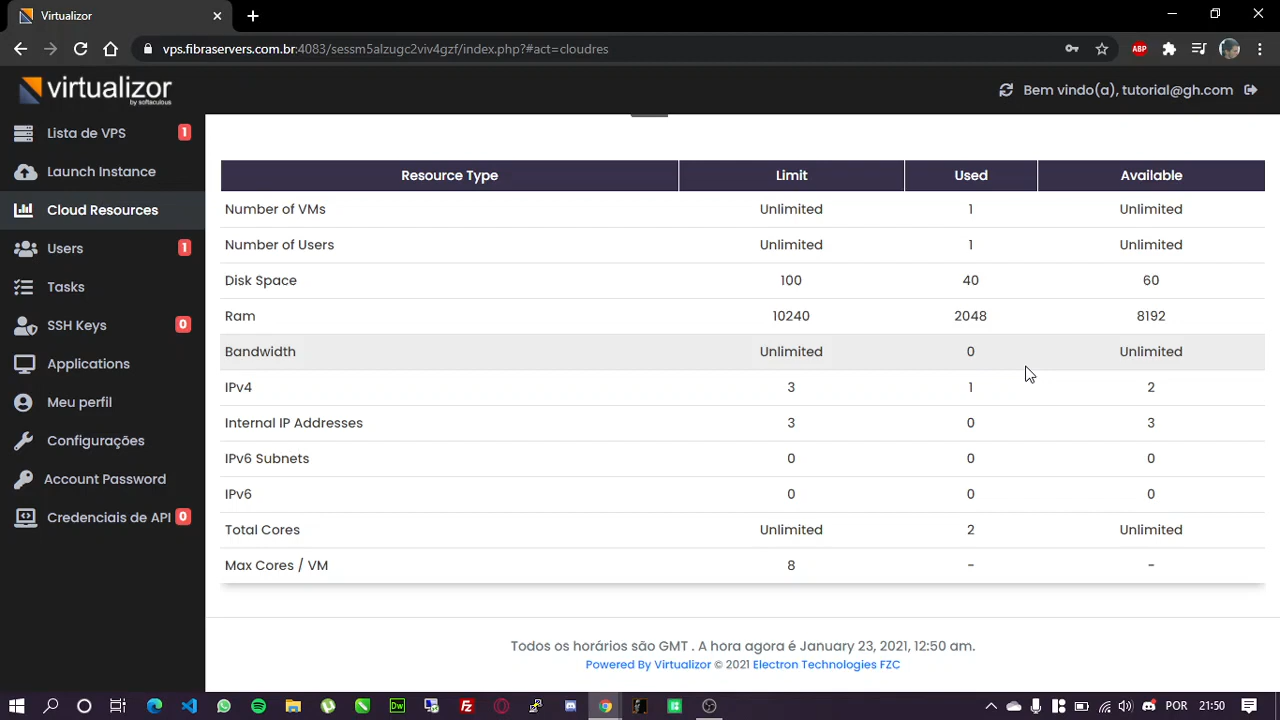 Virtualizor
vps.fibraservers.com.br:4083/sessm5alzugc2viv4gzf/index.php?#act=cloudres
ABP
virtualizor
by softaculous
Bem vindo(a), tutorial@gh.com
Lista de VPS 1
Launch Instance
Cloud Resources
Users 1
Tasks
SSH Keys 0
Applications
Meu perfil
Configurações
Account Password
Credenciais de API 0
Resource Type Limit Used Available
Number of VMs Unlimited 1 Unlimited
Number of Users Unlimited 1 Unlimited
Disk Space 100 40 60
Ram 10240 2048 8192
Bandwidth Unlimited 0 Unlimited
IPv4 3 1 2
Internal IP Addresses 3 0 3
IPv6 Subnets 0 0 0
IPv6 0 0 0
Total Cores Unlimited 2 Unlimited
Max Cores / VM 8 - -
Todos os horários são GMT . A hora agora é January 23, 2021, 12:50 am.
Powered By Virtualizor © 2021 Electron Technologies FZC
Dw
Fz
POR 21:50